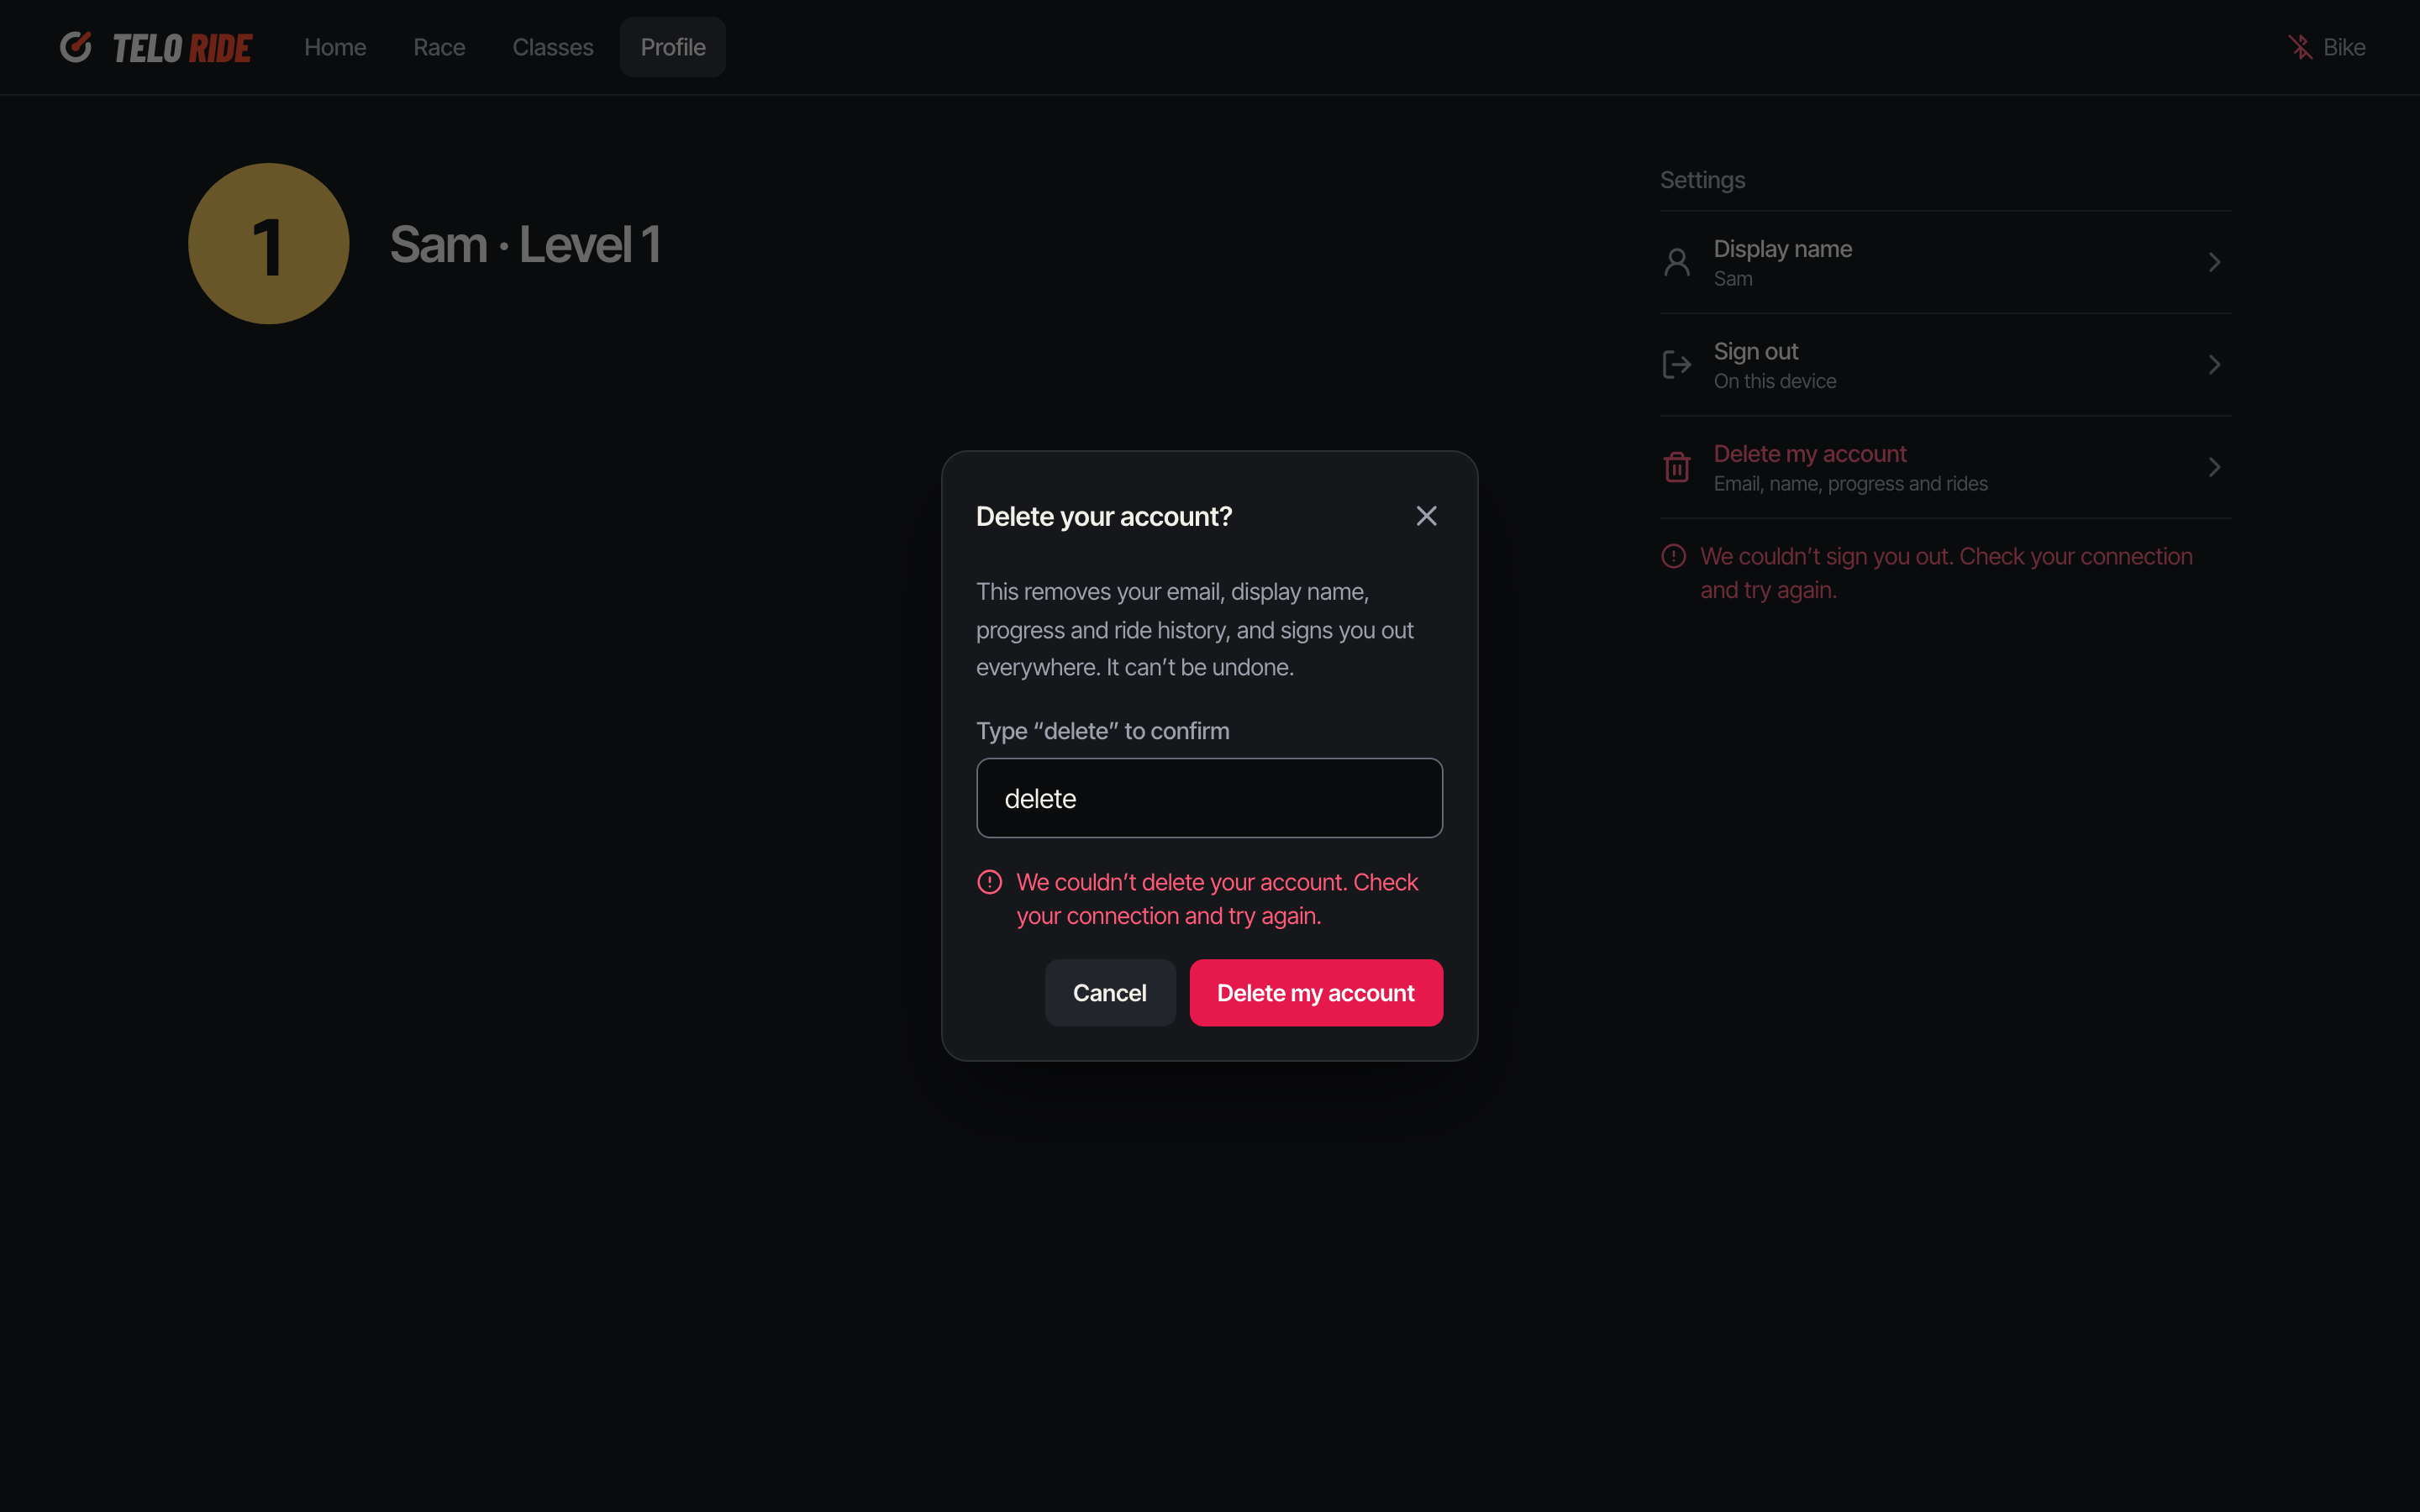 TELO RIDE
Home
Race
Classes
Profile
Bike
1
Sam · Level 1
Settings
Display name
Sam
Sign out
On this device
Delete my account
Email, name, progress and rides
We couldn’t sign you out. Check your connection
and try again.
Delete your account?
This removes your email, display name,
progress and ride history, and signs you out
everywhere. It can’t be undone.
Type “delete” to confirm
delete
We couldn’t delete your account. Check
your connection and try again.
Cancel
Delete my account